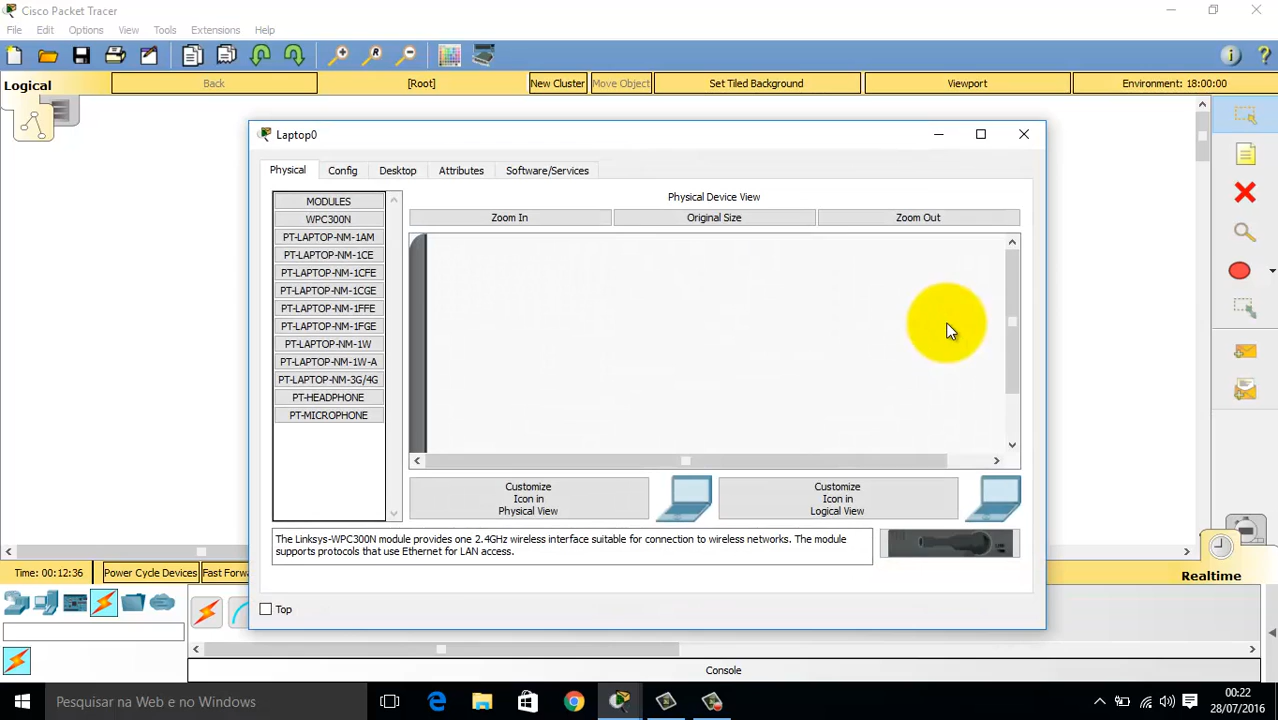 Cisco Packet Tracer
File Edit Options View Tools Extensions Help
Logical
Back
[Root]
New Cluster
Move Object
Set Tiled Background
Viewport
Environment: 18:00:00
Laptop0
Physical Config Desktop Attributes Software/Services
MODULES
WPC300N
PT-LAPTOP-NM-1AM
PT-LAPTOP-NM-1CE
PT-LAPTOP-NM-1CFE
PT-LAPTOP-NM-1CGE
PT-LAPTOP-NM-1FFE
PT-LAPTOP-NM-1FGE
PT-LAPTOP-NM-1W
PT-LAPTOP-NM-1W-A
PT-LAPTOP-NM-3G/4G
PT-HEADPHONE
PT-MICROPHONE
Physical Device View
Zoom In
Original Size
Zoom Out
Customize
Icon in
Physical View
Customize
Icon in
Logical View
The Linksys-WPC300N module provides one 2.4GHz wireless interface suitable for connection to wireless networks. The module
supports protocols that use Ethernet for LAN access.
Top
Time: 00:12:36
Power Cycle Devices
Fast Forw
Realtime
Console
Pesquisar na Web e no Windows
00:22
28/07/2016